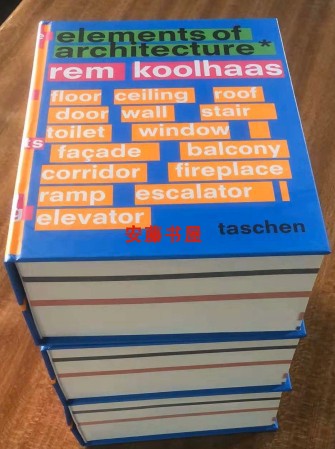 elements of
architecture*
rem koolhaas
floor ceiling roof
door wall stair
toilet window
façade balcony
corridor fireplace
ramp escalator
elevator
安藤书屋
taschen